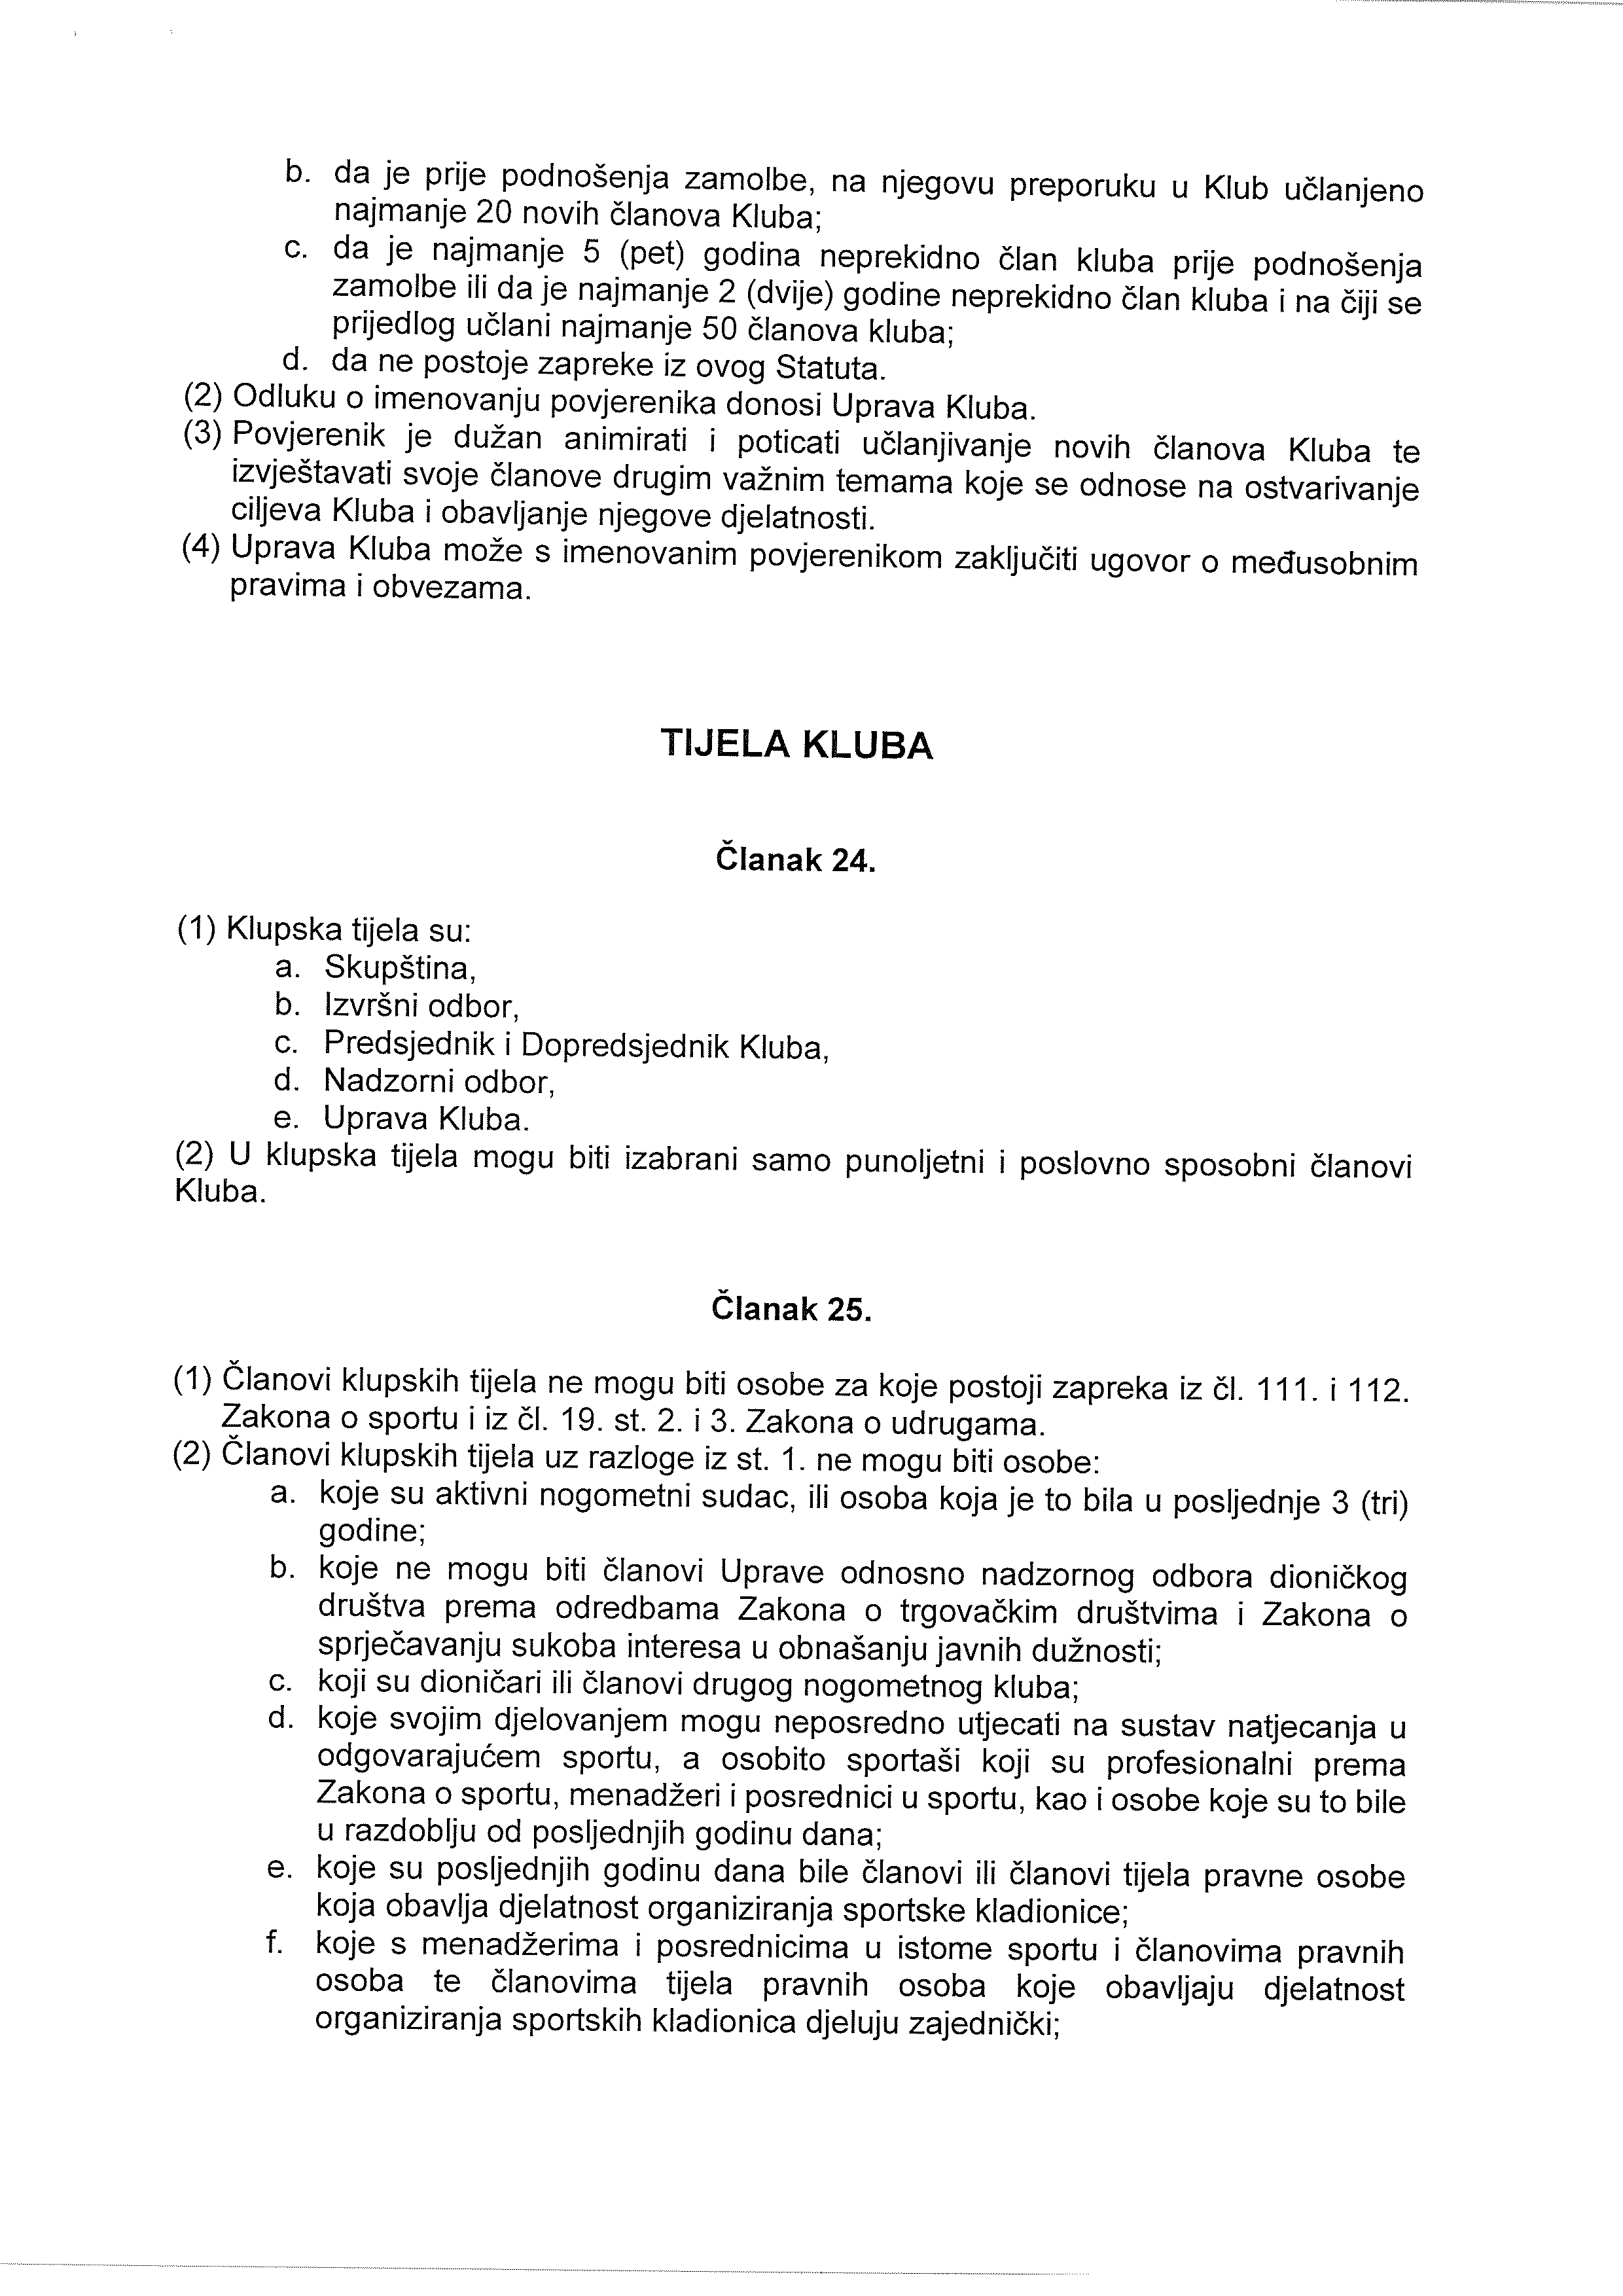 b. da je prije podnošenja zamolbe, na njegovu preporuku u Klub učlanjeno
najmanje 20 novih članova Kluba;
c. da je najmanje 5 (pet) godina neprekidno član kluba prije podnošenja
zamolbe ili da je najmanje 2 (dvije) godine neprekidno član kluba i na čiji se
prijedlog učlani najmanje 50 članova kluba;
d. da ne postoje zapreke iz ovog Statuta.
(2) Odluku o imenovanju povjerenika donosi Uprava Kluba.
(3) Povjerenik je dužan animirati i poticati učlanjivanje novih članova Kluba te
izvještavati svoje članove drugim važnim temama koje se odnose na ostvarivanje
ciljeva Kluba i obavljanje njegove djelatnosti.
(4) Uprava Kluba može s imenovanim povjerenikom zaključiti ugovor o međusobnim
pravima i obvezama.
TIJELA KLUBA
Članak 24.
(1) Klupska tijela su:
a. Skupština,
b. Izvršni odbor,
c. Predsjednik i Dopredsjednik Kluba,
d. Nadzorni odbor,
e. Uprava Kluba.
(2) U klupska tijela mogu biti izabrani samo punoljetni i poslovno sposobni članovi
Kluba.
Članak 25.
(1) Članovi klupskih tijela ne mogu biti osobe za koje postoji zapreka iz čl. 111. i 112.
Zakona o sportu i iz čl. 19. st. 2. i 3. Zakona o udrugama.
(2) Članovi klupskih tijela uz razloge iz st. 1. ne mogu biti osobe:
a. koje su aktivni nogometni sudac, ili osoba koja je to bila u posljednje 3 (tri)
godine;
b. koje ne mogu biti članovi Uprave odnosno nadzornog odbora dioničkog
društva prema odredbama Zakona o trgovačkim društvima i Zakona o
sprječavanju sukoba interesa u obnašanju javnih dužnosti;
c. koji su dioničari ili članovi drugog nogometnog kluba;
d. koje svojim djelovanjem mogu neposredno utjecati na sustav natjecanja u
odgovarajućem sportu, a osobito sportaši koji su profesionalni prema
Zakona o sportu, menadžeri i posrednici u sportu, kao i osobe koje su to bile
u razdoblju od posljednjih godinu dana;
e. koje su posljednjih godinu dana bile članovi ili članovi tijela pravne osobe
koja obavlja djelatnost organiziranja sportske kladionice;
f. koje s menadžerima i posrednicima u istome sportu i članovima pravnih
osoba te članovima tijela pravnih osoba koje obavljaju djelatnost
organiziranja sportskih kladionica djeluju zajednički;